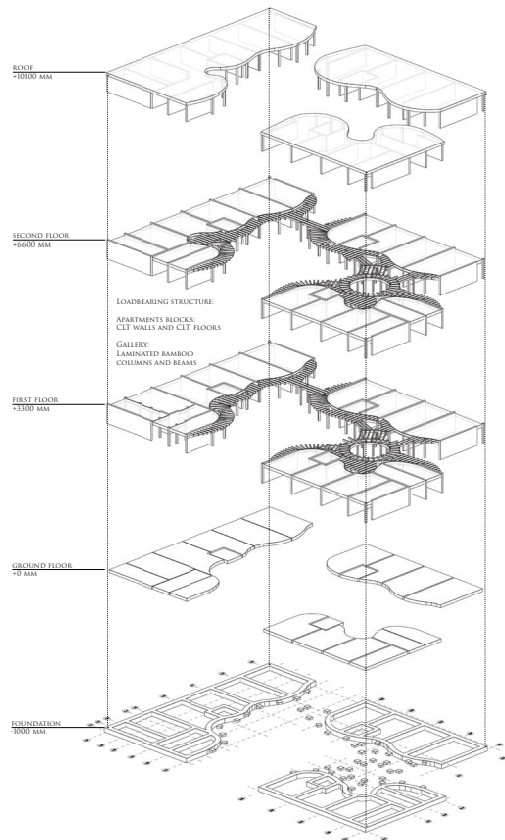 ROOF
+10100 MM
SECOND FLOOR
+6600 MM
LOADBEARING STRUCTURE:
APARTMENTS BLOCKS:
CLT WALLS AND CLT FLOORS
GALLERY:
LAMINATED BAMBOO
COLUMNS AND BEAMS
FIRST FLOOR
+3300 MM
GROUND FLOOR
+0 MM
FOUNDATION
-1000 MM